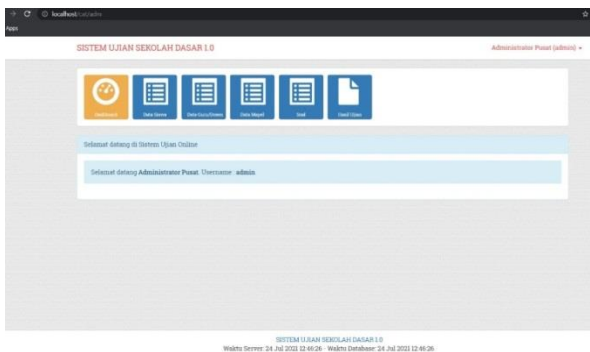 localhost/cat/adm
Apps
SISTEM UJIAN SEKOLAH DASAR 1.0
Administrator Pusat (admin)
Dashboard
Data Siswa
Data Guru/Dosen
Data Mapel
Soal
Hasil Ujian
Selamat datang di Sistem Ujian Online
Selamat datang Administrator Pusat. Username : admin
SISTEM UJIAN SEKOLAH DASAR 1.0
Waktu Server: 24 Jul 2021 12:46:26 - Waktu Database: 24 Jul 2021 12:46:26